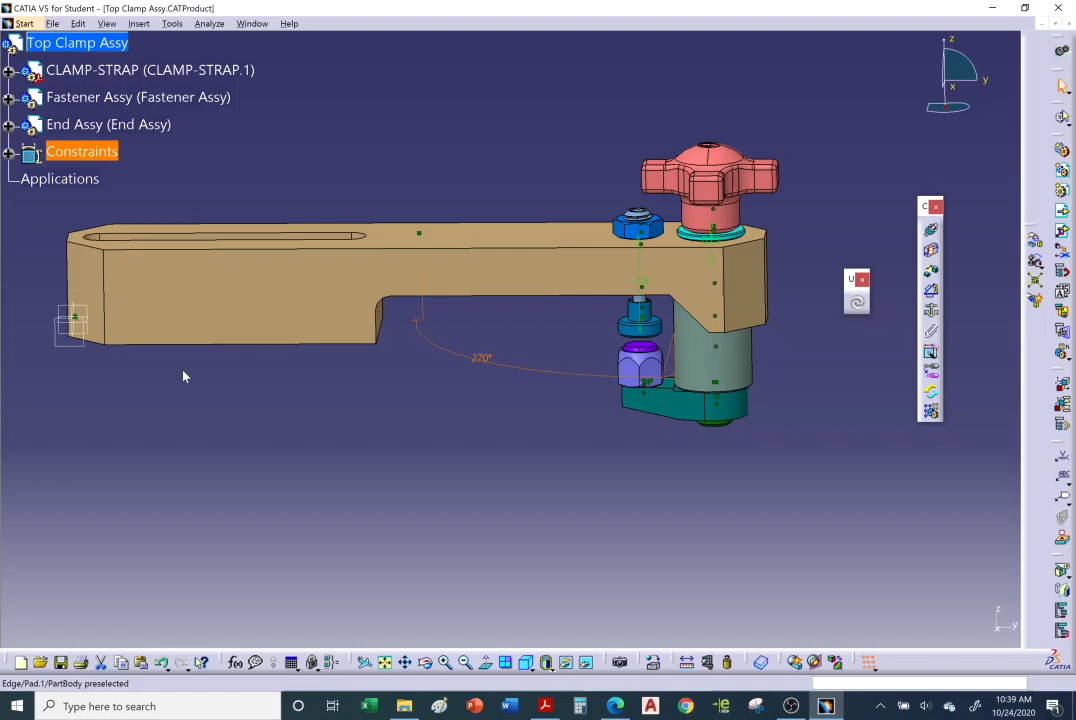 CATIA V5 for Student - [Top Clamp Assy.CATProduct]
Start File Edit View Insert Tools Analyze Window Help
Top Clamp Assy
CLAMP-STRAP (CLAMP-STRAP.1)
Fastener Assy (Fastener Assy)
End Assy (End Assy)
Constraints
Applications
z
y
x
C
U
270°
z
x y
CATIA
Edge/Pad.1/PartBody preselected
Type here to search
10:39 AM
10/24/2020